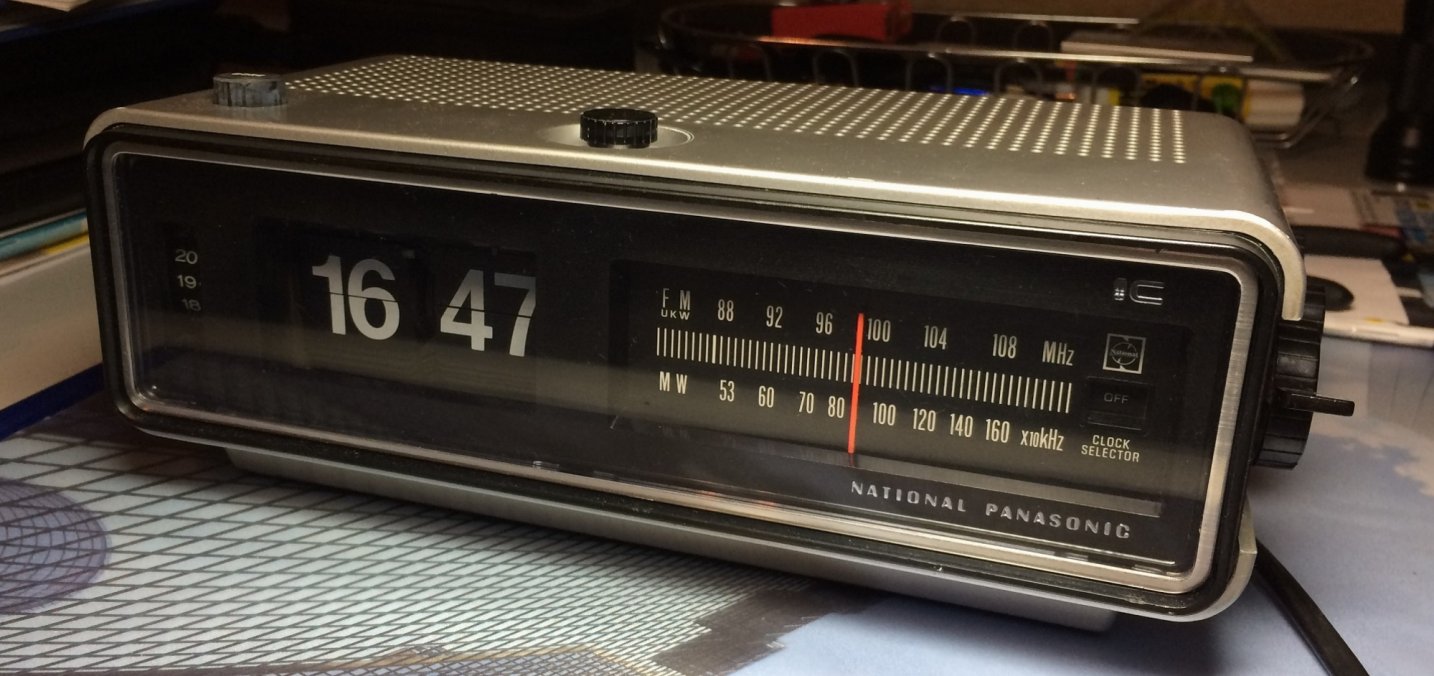 20
19
18
16 47
FM 88 92 96 100 104 108 MHz
UKW
MW 53 60 70 80 100 120 140 160 x10kHz
IC
National
OFF
CLOCK
SELECTOR
NATIONAL PANASONIC